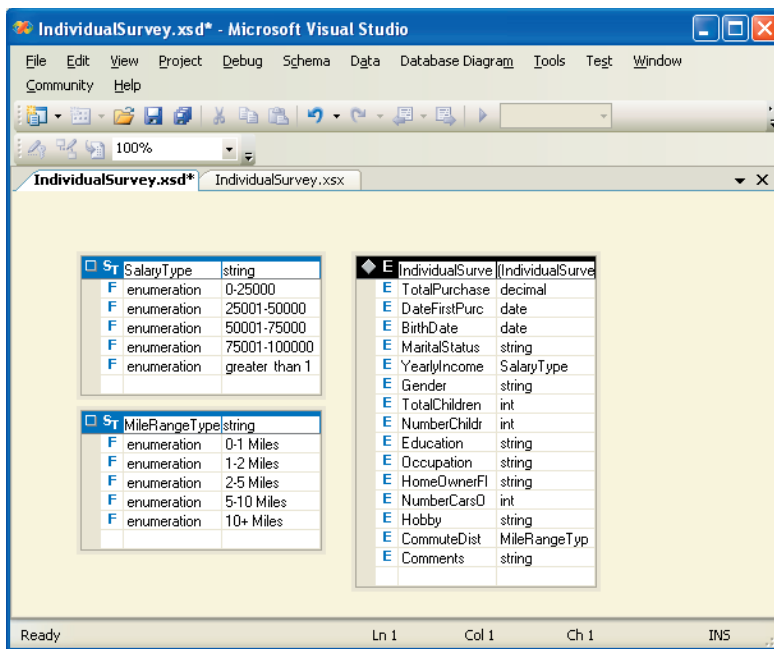 IndividualSurvey.xsd* - Microsoft Visual Studio
File Edit View Project Debug Schema Data Database Diagram Tools Test Window
Community Help
100%
IndividualSurvey.xsd* IndividualSurvey.xsx
ST SalaryType string
F enumeration 0-25000
F enumeration 25001-50000
F enumeration 50001-75000
F enumeration 75001-100000
F enumeration greater than 1
ST MileRangeType string
F enumeration 0-1 Miles
F enumeration 1-2 Miles
F enumeration 2-5 Miles
F enumeration 5-10 Miles
F enumeration 10+ Miles
E IndividualSurve (IndividualSurve
E TotalPurchase decimal
E DateFirstPurc date
E BirthDate date
E MaritalStatus string
E YearlyIncome SalaryType
E Gender string
E TotalChildren int
E NumberChildr int
E Education string
E Occupation string
E HomeOwnerFl string
E NumberCarsO int
E Hobby string
E CommuteDist MileRangeTyp
E Comments string
Ready Ln 1 Col 1 Ch 1 INS